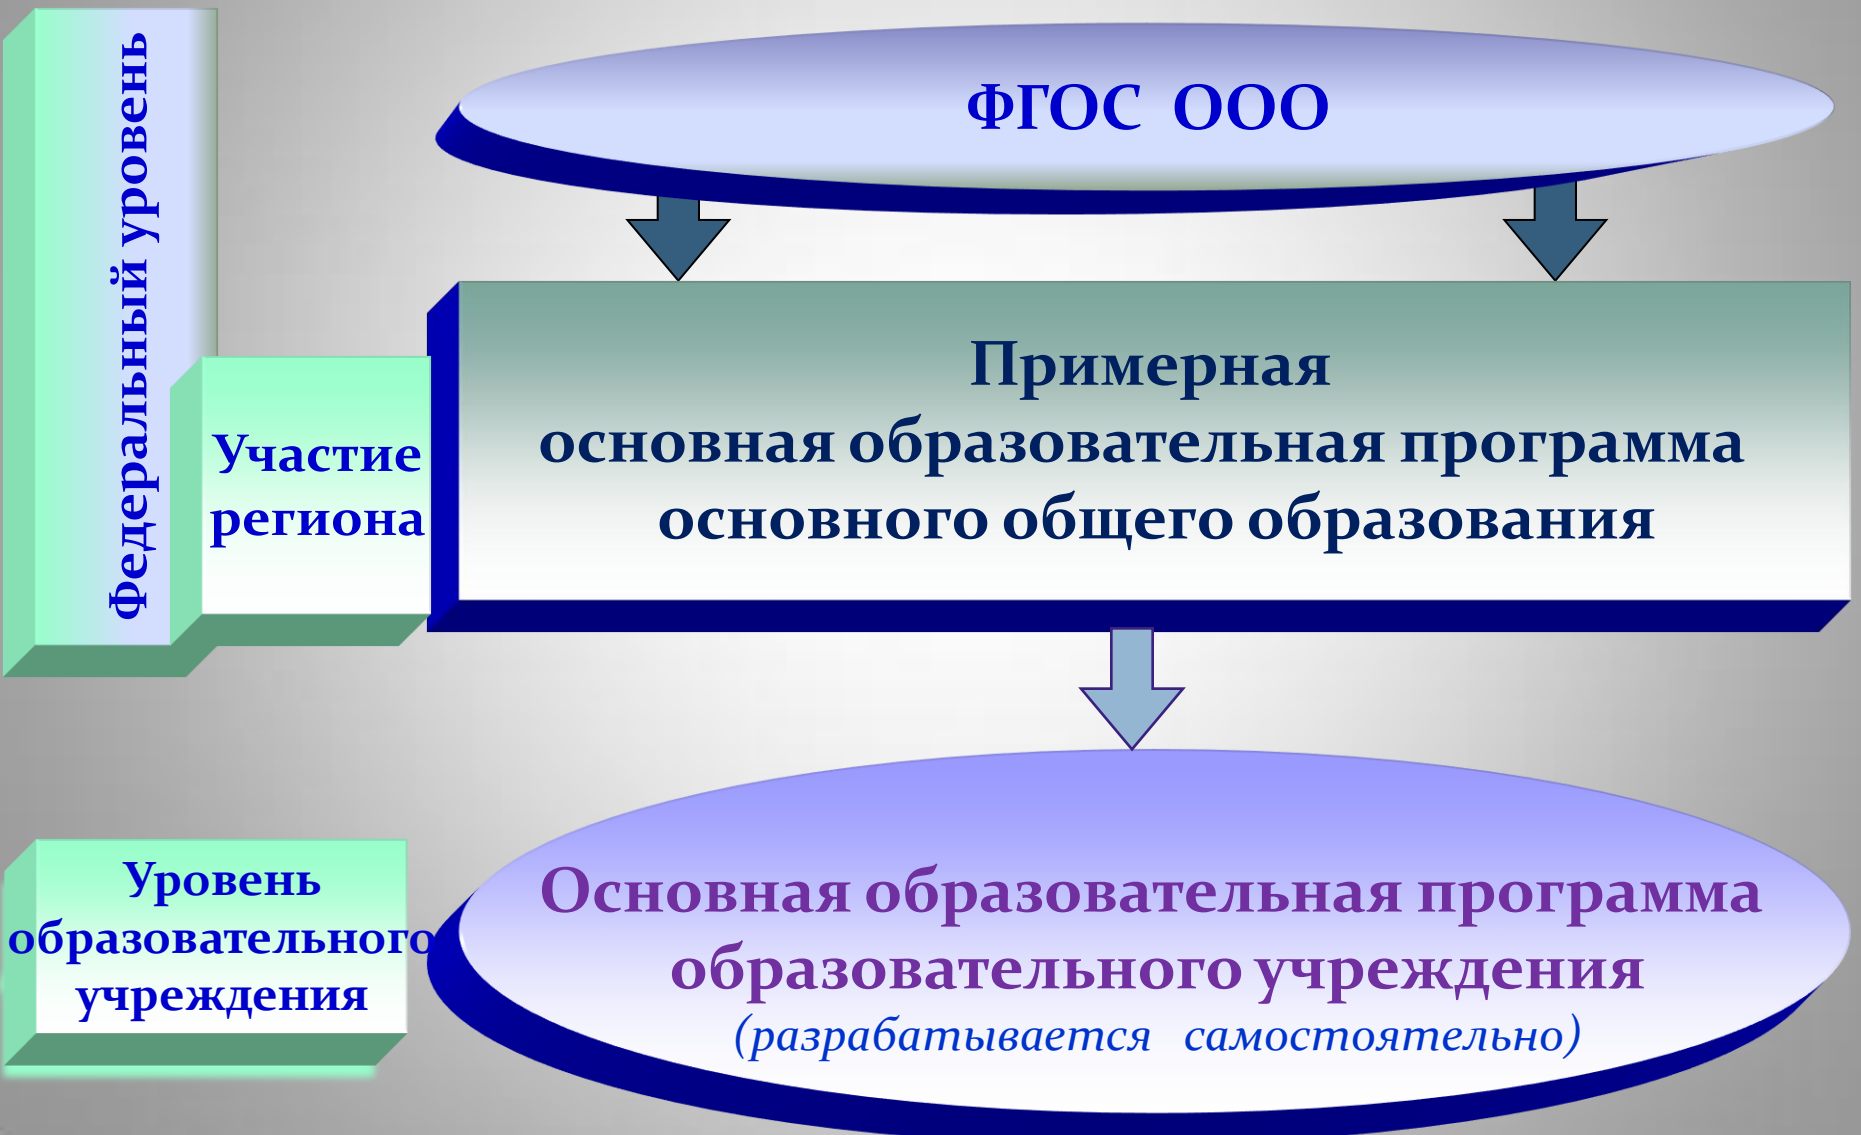 Федеральный уровень
ФГОС ООО
Участие
региона
Примерная
основная образовательная программа
основного общего образования
Уровень
образовательного
учреждения
Основная образовательная программа
образовательного учреждения
(разрабатывается самостоятельно)